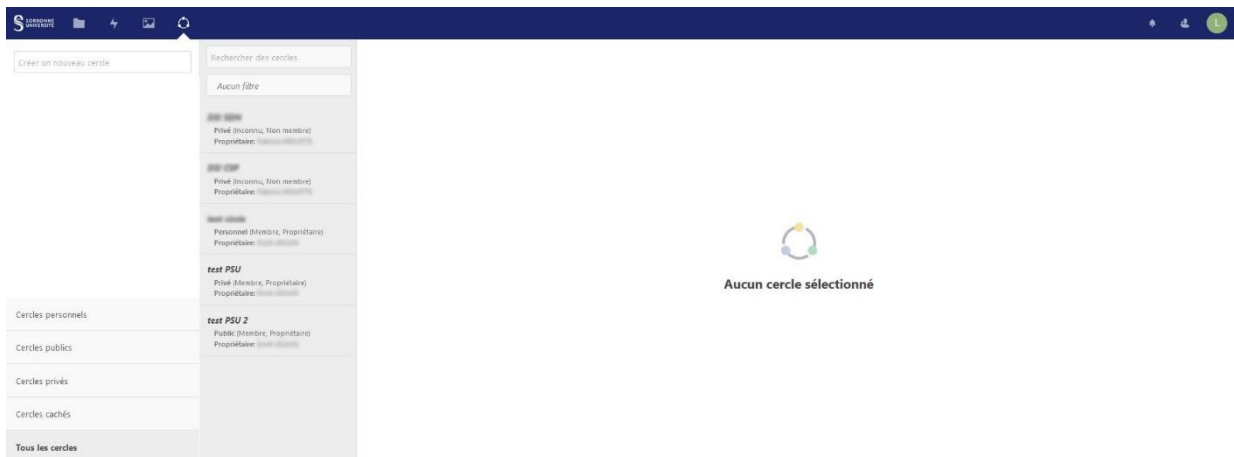 SORBONNE
UNIVERSITÉ
L
Créer un nouveau cercle
Cercles personnels
Cercles publics
Cercles privés
Cercles cachés
Tous les cercles
Rechercher des cercles
Aucun filtre
Privé (Inconnu, Non membre)
Propriétaire:
Privé (Inconnu, Non membre)
Propriétaire:
Personnel (Membre, Propriétaire)
Propriétaire:
test PSU
Privé (Membre, Propriétaire)
Propriétaire:
test PSU 2
Public (Membre, Propriétaire)
Propriétaire:
Aucun cercle sélectionné